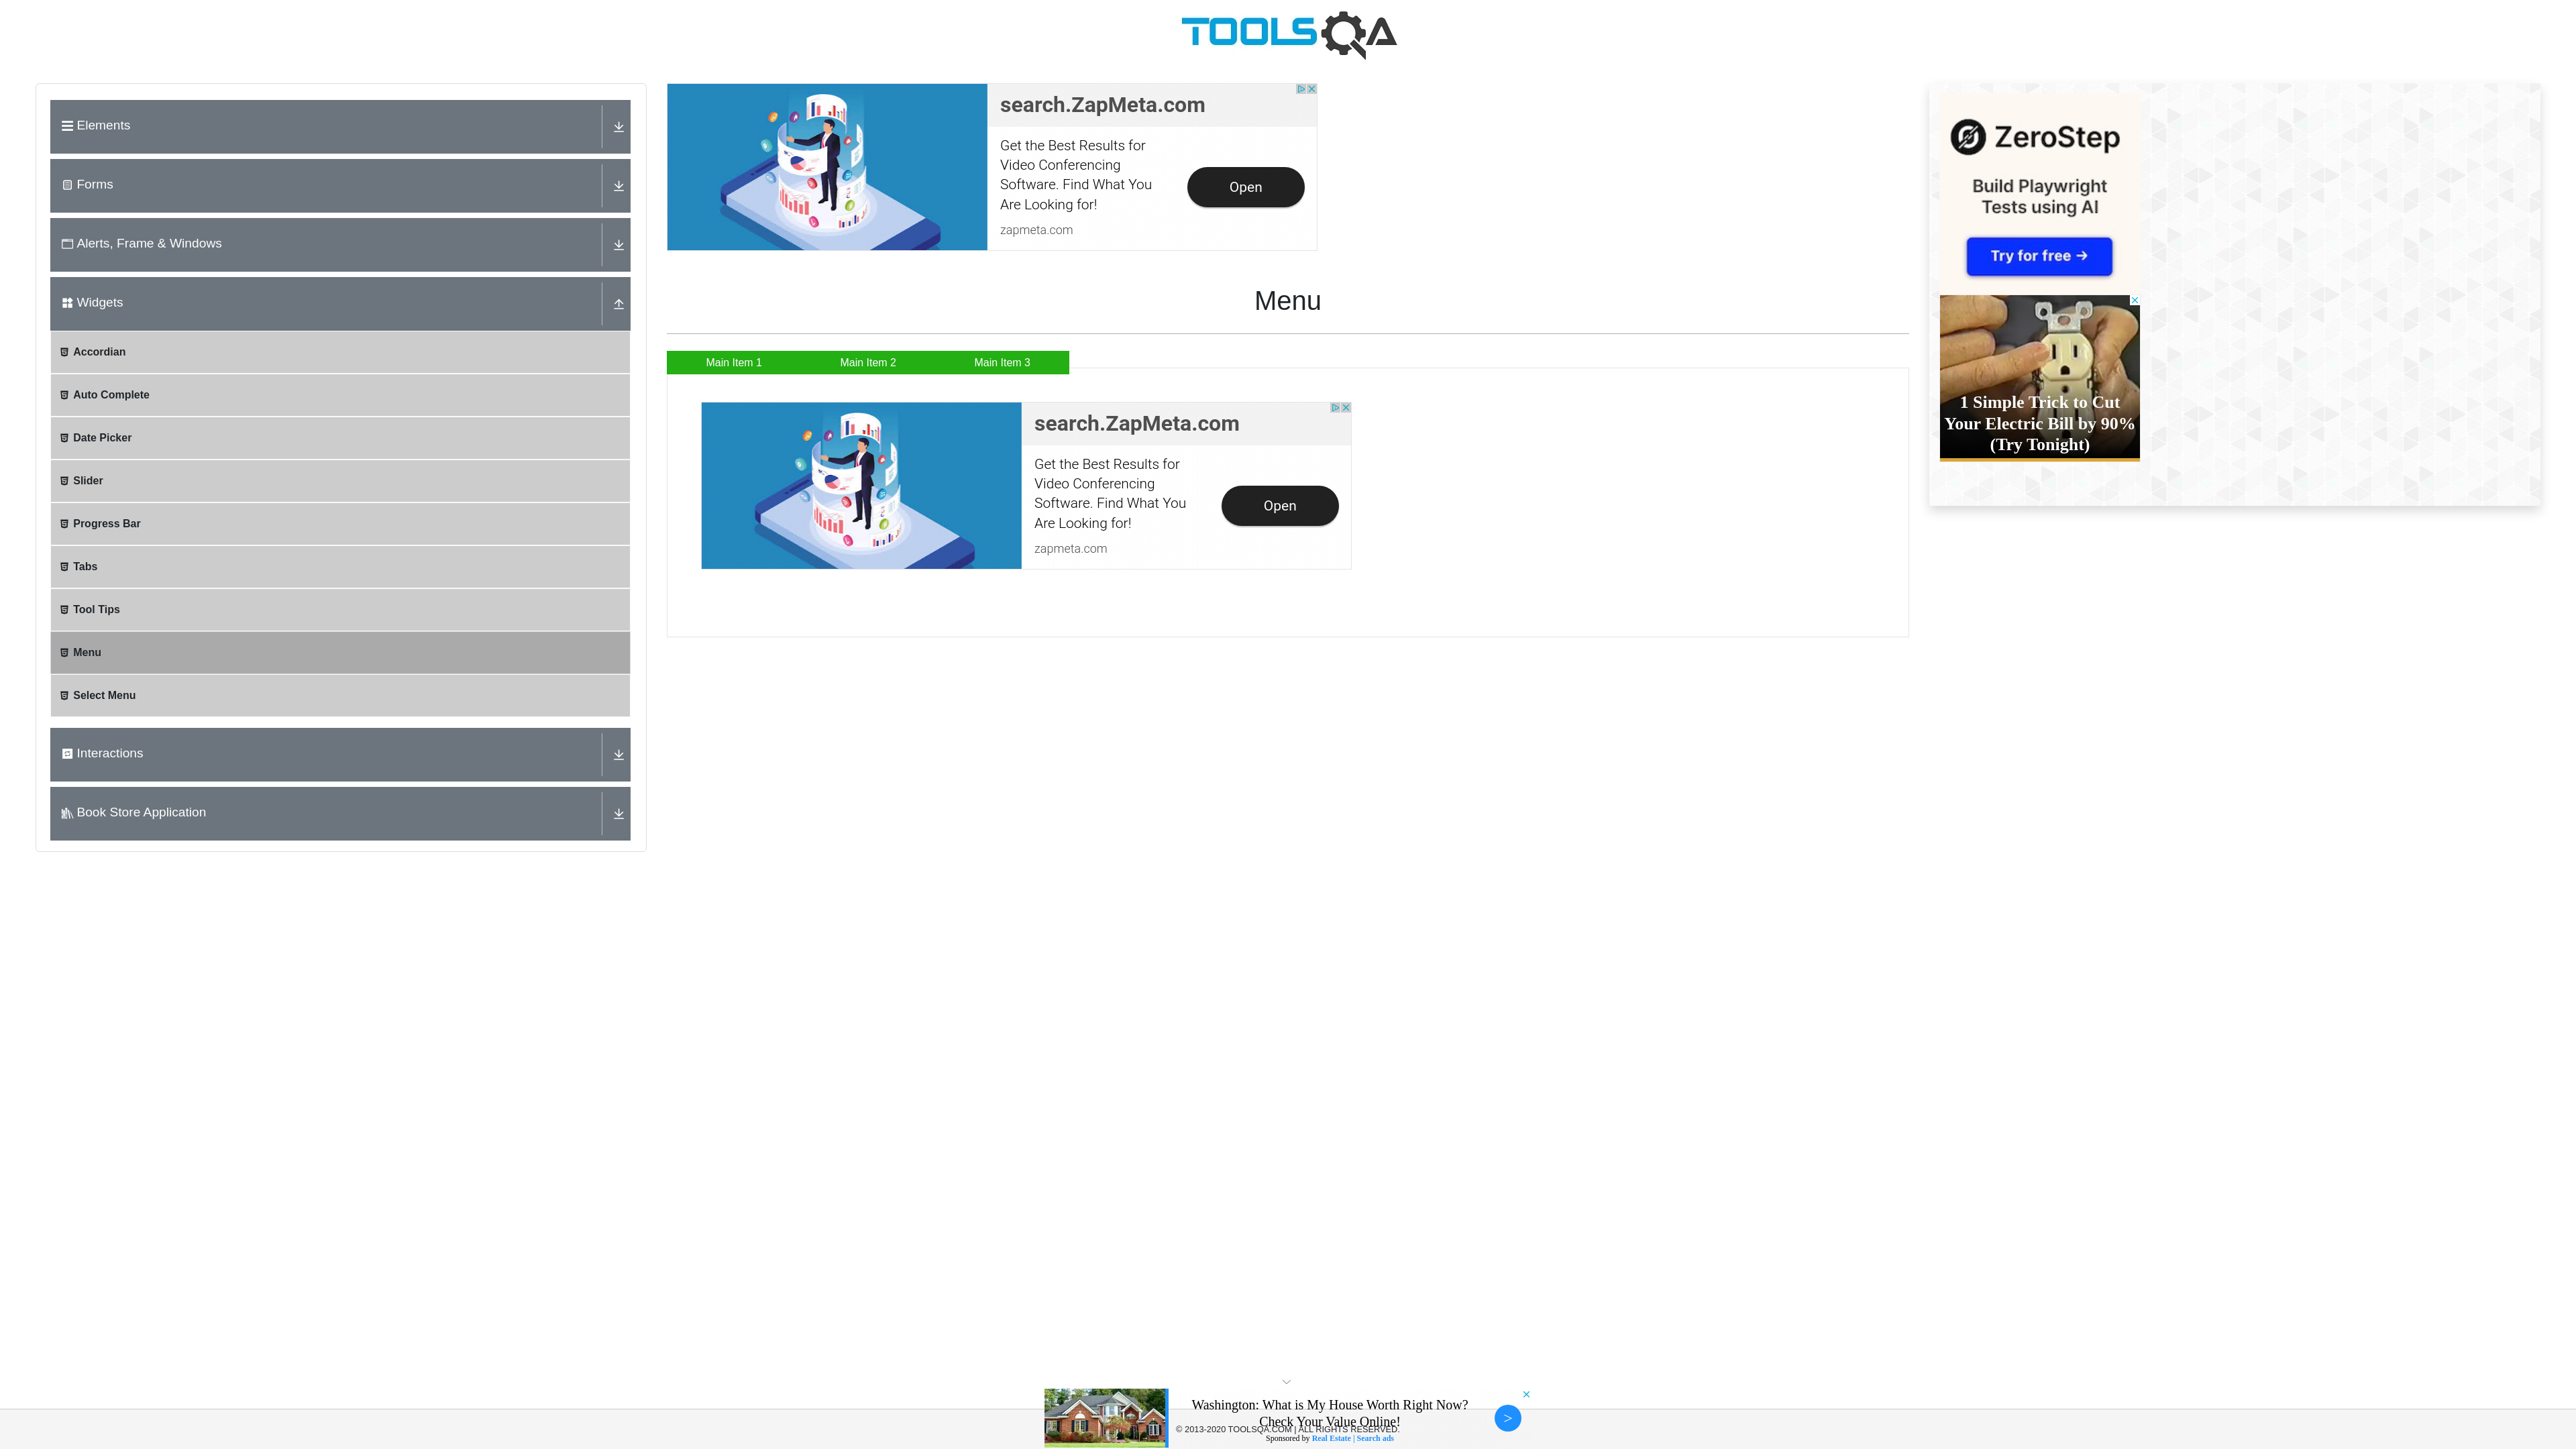 TOOLSQA
Elements
Forms
Alerts, Frame & Windows
Widgets
Accordian
Auto Complete
Date Picker
Slider
Progress Bar
Tabs
Tool Tips
Menu
Select Menu
Interactions
Book Store Application
search.ZapMeta.com
Get the Best Results for
Video Conferencing
Software. Find What You
Are Looking for!
zapmeta.com
Open
Menu
Main Item 1
Main Item 2
Main Item 3
search.ZapMeta.com
Get the Best Results for
Video Conferencing
Software. Find What You
Are Looking for!
zapmeta.com
Open
ZeroStep
Build Playwright
Tests using AI
Try for free →
1 Simple Trick to Cut
Your Electric Bill by 90%
(Try Tonight)
Washington: What is My House Worth Right Now?
Check Your Value Online!
© 2013-2020 TOOLSQA.COM | ALL RIGHTS RESERVED.
Sponsored by Real Estate | Search ads